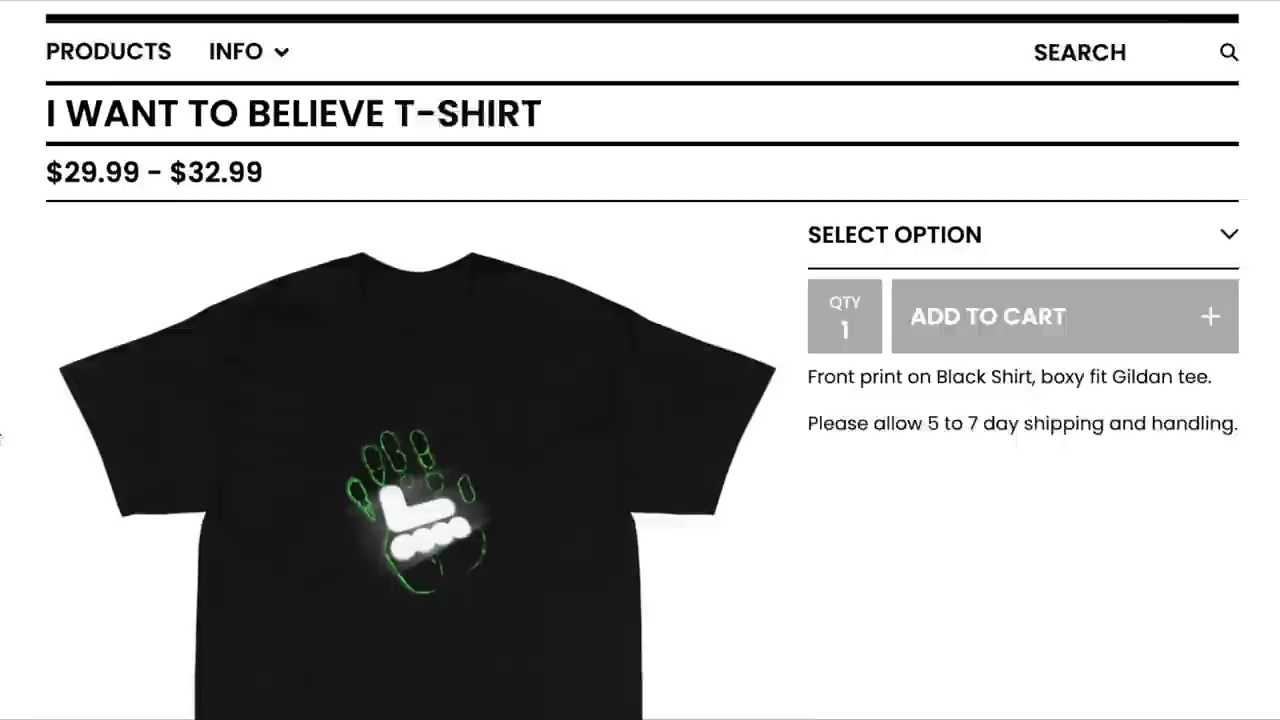 PRODUCTS INFO SEARCH
I WANT TO BELIEVE T-SHIRT
$29.99 - $32.99
SELECT OPTION
QTY
1
ADD TO CART +
Front print on Black Shirt, boxy fit Gildan tee.
Please allow 5 to 7 day shipping and handling.